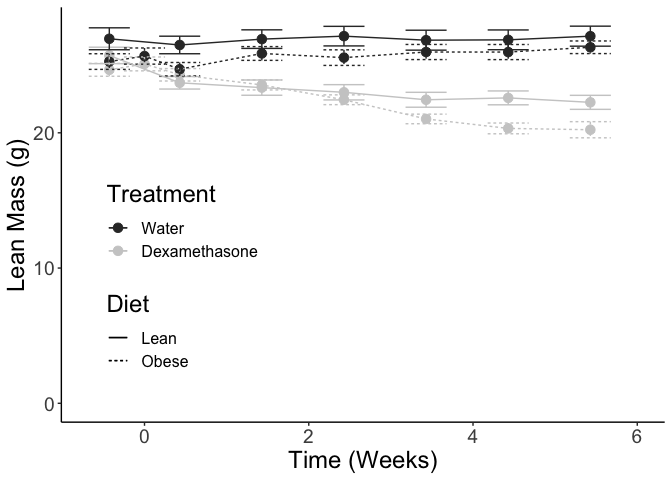 20
10
0
Lean Mass (g)
Treatment
Water
Dexamethasone
Diet
Lean
Obese
0 2 4 6
Time (Weeks)